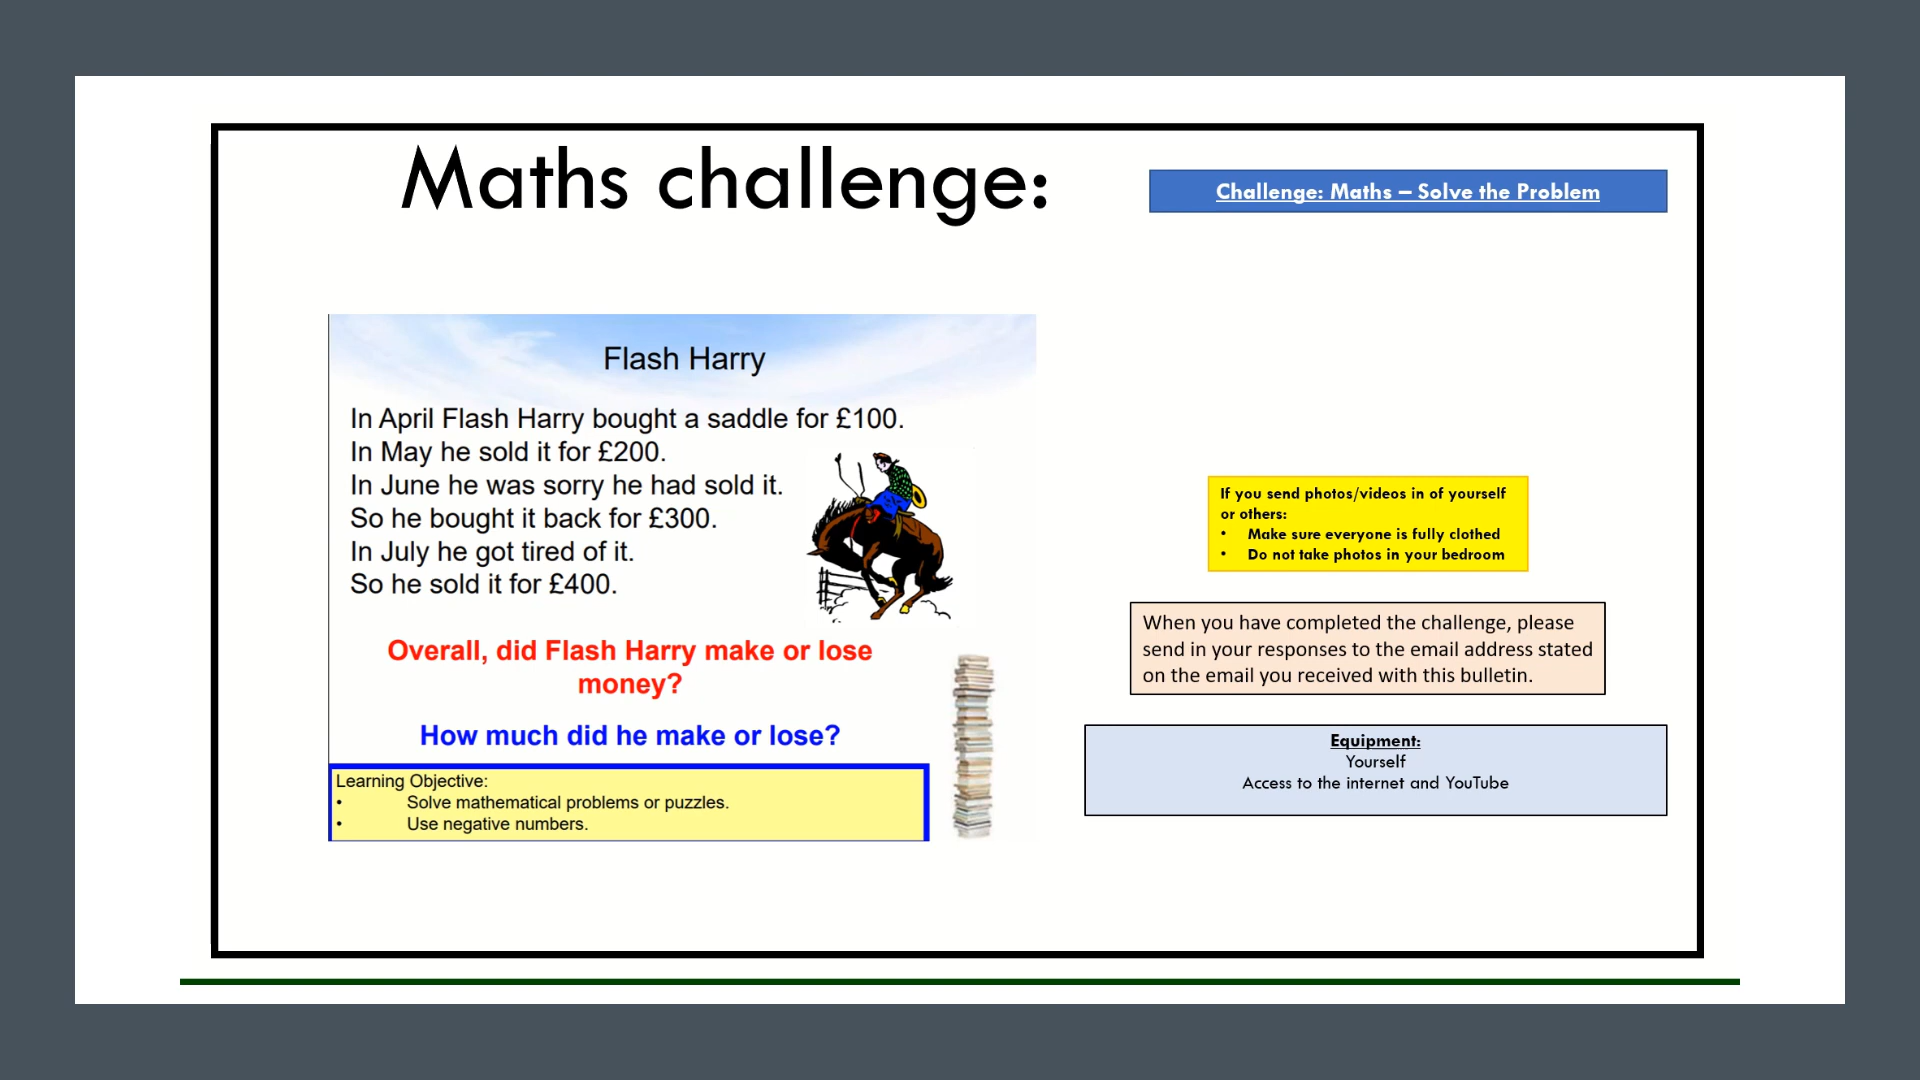 Maths challenge:
Challenge: Maths – Solve the Problem
Flash Harry
In April Flash Harry bought a saddle for £100.
In May he sold it for £200.
In June he was sorry he had sold it.
So he bought it back for £300.
In July he got tired of it.
So he sold it for £400.
Overall, did Flash Harry make or lose
money?
How much did he make or lose?
Learning Objective:
• Solve mathematical problems or puzzles.
• Use negative numbers.
If you send photos/videos in of yourself
or others:
• Make sure everyone is fully clothed
• Do not take photos in your bedroom
When you have completed the challenge, please
send in your responses to the email address stated
on the email you received with this bulletin.
Equipment:
Yourself
Access to the internet and YouTube